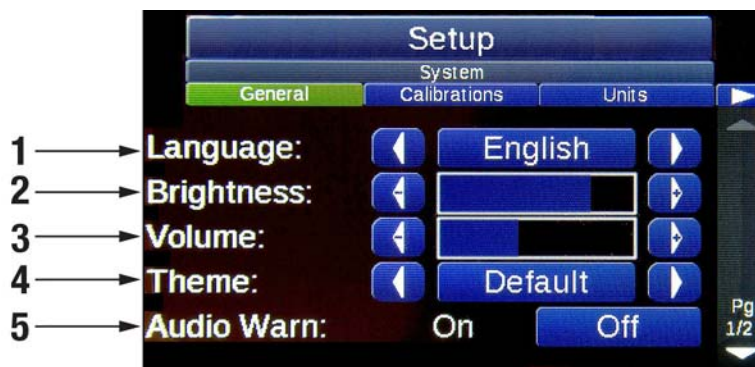 Setup
System
General Calibrations Units
1 Language: English
2 Brightness: - +
3 Volume: - +
4 Theme: Default
5 Audio Warn: On Off
Pg
1/2